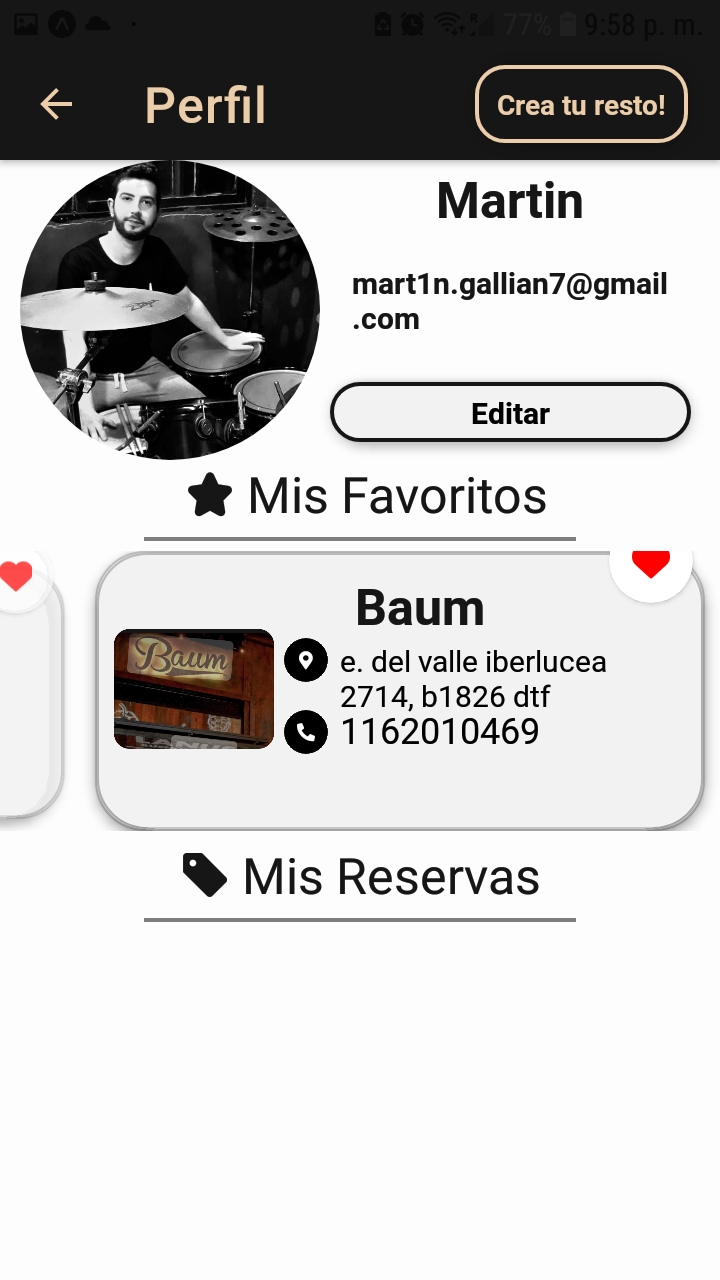 77% 9:58 p. m.
Perfil
Crea tu resto!
Martin
mart1n.gallian7@gmail
.com
Editar
Mis Favoritos
Baum
Baum
e. del valle iberlucea
2714, b1826 dtf
1162010469
Mis Reservas